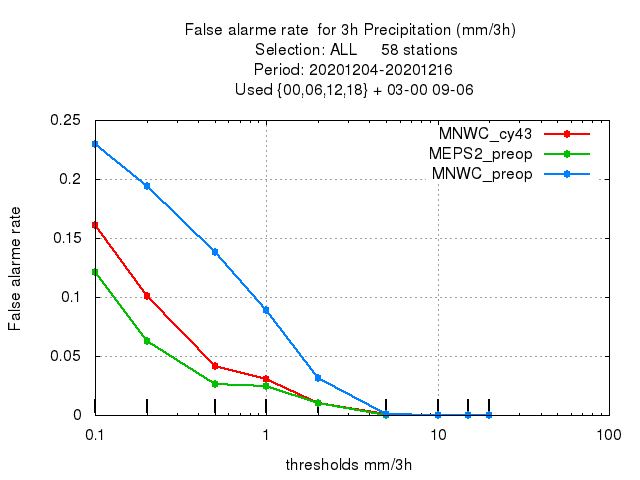 False alarme rate  for 3h Precipitation (mm/3h)
Selection: ALL     58 stations
Period: 20201204-20201216
Used {00,06,12,18} + 03-00 09-06
MNWC_cy43
MEPS2_preop
MNWC_preop
0.25
0.2
0.15
0.1
0.05
0
False alarme rate
0.1 1 10 100
thresholds mm/3h